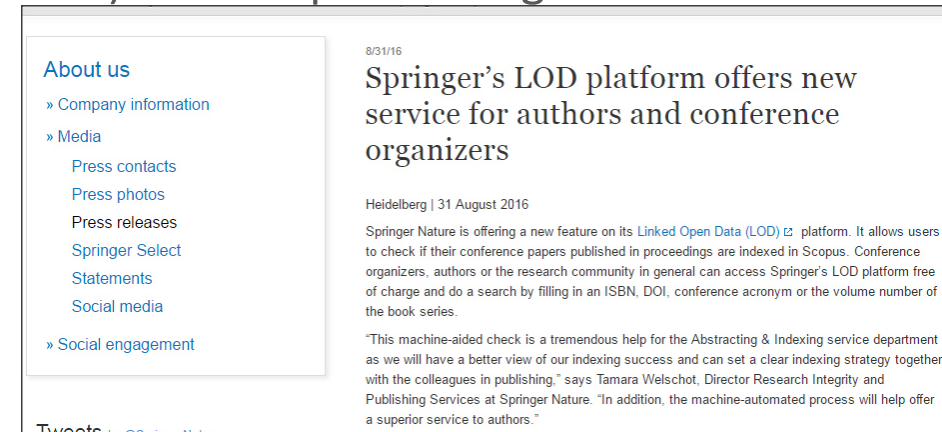 About us
» Company information
» Media
Press contacts
Press photos
Press releases
Springer Select
Statements
Social media
» Social engagement
Tweets
8/31/16
Springer’s LOD platform offers new
service for authors and conference
organizers
Heidelberg | 31 August 2016
Springer Nature is offering a new feature on its Linked Open Data (LOD) platform. It allows users
to check if their conference papers published in proceedings are indexed in Scopus. Conference
organizers, authors or the research community in general can access Springer’s LOD platform free
of charge and do a search by filling in an ISBN, DOI, conference acronym or the volume number of
the book series.
“This machine-aided check is a tremendous help for the Abstracting & Indexing service department
as we will have a better view of our indexing success and can set a clear indexing strategy together
with the colleagues in publishing,” says Tamara Welschot, Director Research Integrity and
Publishing Services at Springer Nature. “In addition, the machine-automated process will help offer
a superior service to authors.”